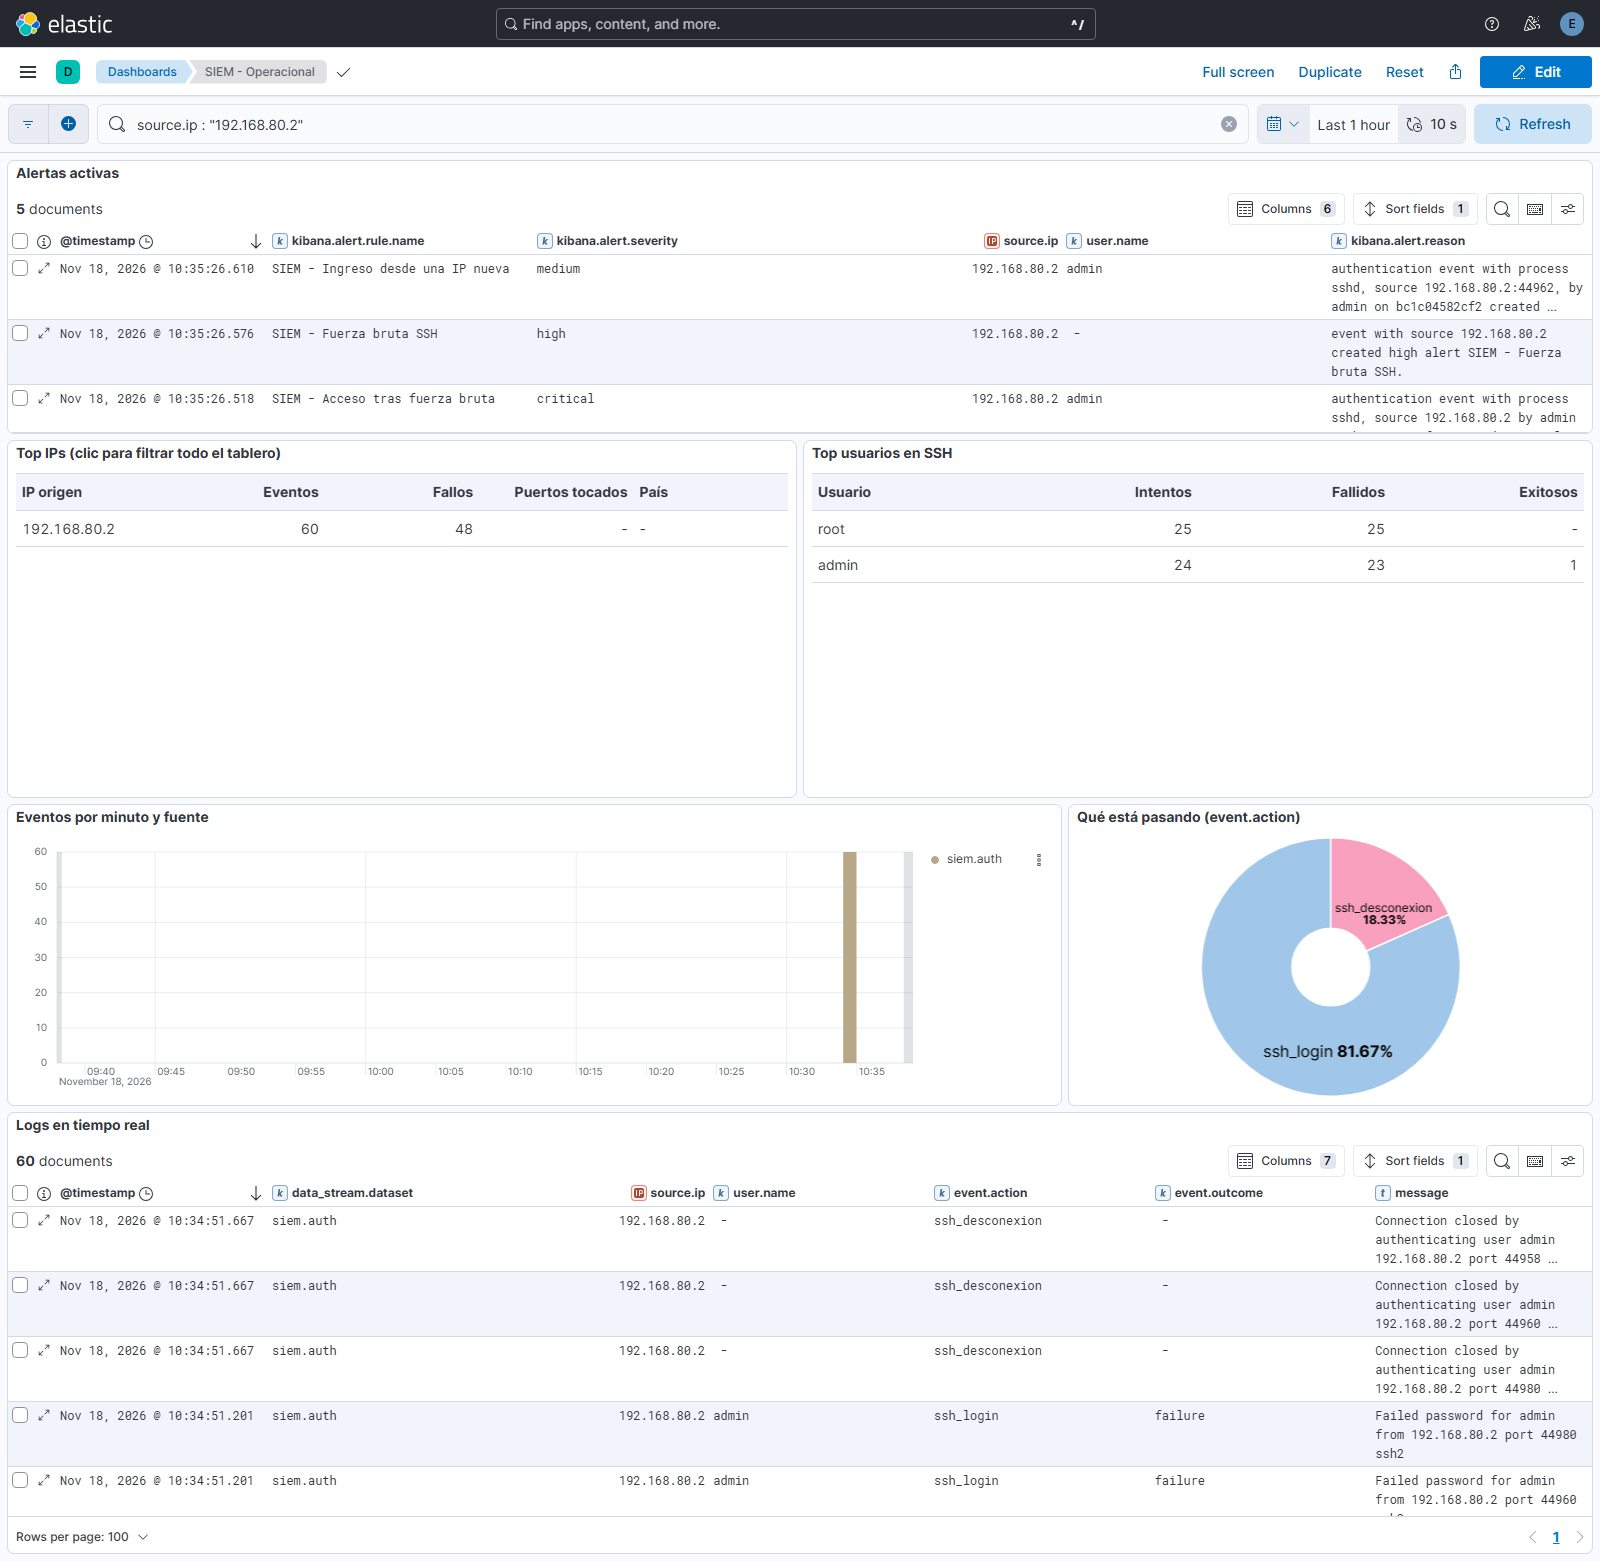 elastic
Find apps, content, and more.
^/
E
D
Dashboards
SIEM - Operacional
Full screen
Duplicate
Reset
Edit
source.ip : "192.168.80.2"
Last 1 hour
10 s
Refresh
Alertas activas
5 documents
Columns 6
Sort fields 1
@timestamp
k kibana.alert.rule.name
k kibana.alert.severity
IP source.ip
k user.name
k kibana.alert.reason
Nov 18, 2026 @ 10:35:26.610 SIEM - Ingreso desde una IP nueva medium 192.168.80.2 admin authentication event with process
sshd, source 192.168.80.2:44962, by
admin on bc1c04582cf2 created …
Nov 18, 2026 @ 10:35:26.576 SIEM - Fuerza bruta SSH high 192.168.80.2 - event with source 192.168.80.2
created high alert SIEM - Fuerza
bruta SSH.
Nov 18, 2026 @ 10:35:26.518 SIEM - Acceso tras fuerza bruta critical 192.168.80.2 admin authentication event with process
sshd, source 192.168.80.2 by admin
Top IPs (clic para filtrar todo el tablero)
IP origen Eventos Fallos Puertos tocados País
192.168.80.2 60 48 - -
Top usuarios en SSH
Usuario Intentos Fallidos Exitosos
root 25 25 -
admin 24 23 1
Eventos por minuto y fuente
60
50
40
30
20
10
0
09:40 09:45 09:50 09:55 10:00 10:05 10:10 10:15 10:20 10:25 10:30 10:35
November 18, 2026
siem.auth
Qué está pasando (event.action)
ssh_desconexion
18.33%
ssh_login 81.67%
Logs en tiempo real
60 documents
Columns 7
Sort fields 1
@timestamp
k data_stream.dataset
IP source.ip
k user.name
k event.action
k event.outcome
t message
Nov 18, 2026 @ 10:34:51.667 siem.auth 192.168.80.2 - ssh_desconexion - Connection closed by
authenticating user admin
192.168.80.2 port 44958 …
Nov 18, 2026 @ 10:34:51.667 siem.auth 192.168.80.2 - ssh_desconexion - Connection closed by
authenticating user admin
192.168.80.2 port 44960 …
Nov 18, 2026 @ 10:34:51.667 siem.auth 192.168.80.2 - ssh_desconexion - Connection closed by
authenticating user admin
192.168.80.2 port 44980 …
Nov 18, 2026 @ 10:34:51.201 siem.auth 192.168.80.2 admin ssh_login failure Failed password for admin
from 192.168.80.2 port 44980
ssh2
Nov 18, 2026 @ 10:34:51.201 siem.auth 192.168.80.2 admin ssh_login failure Failed password for admin
from 192.168.80.2 port 44960
Rows per page: 100
1